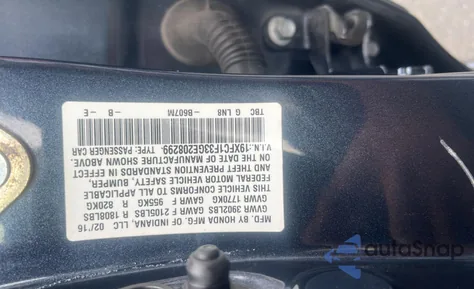 MFD BY HONDA MFG. OF INDIANA, LLC 02/'16
GVWR 3902LBS GAWR F 2105LBS R 1808LBS
GVWR 1770KG GAWR F 955KG R 820KG
THIS VEHICLE CONFORMS TO ALL APPLICABLE
FEDERAL MOTOR VEHICLE SAFETY, BUMPER,
AND THEFT PREVENTION STANDARDS IN EFFECT
ON THE DATE OF MANUFACTURE SHOWN ABOVE.
V.I.N.:19XFC1F33GE208299 TYPE: PASSENGER CAR
TBC G LN8 -B607M -B -E
autoSnap